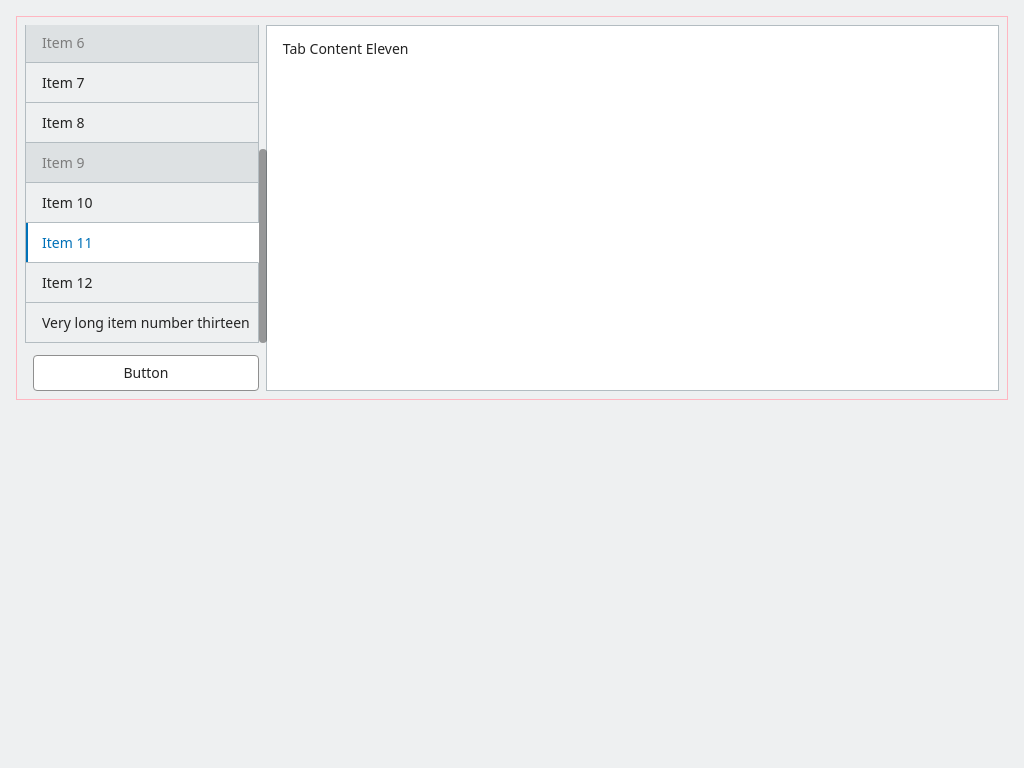 Item 6
Item 7
Item 8
Item 9
Item 10
Item 11
Item 12
Very long item number thirteen
Button
Tab Content Eleven